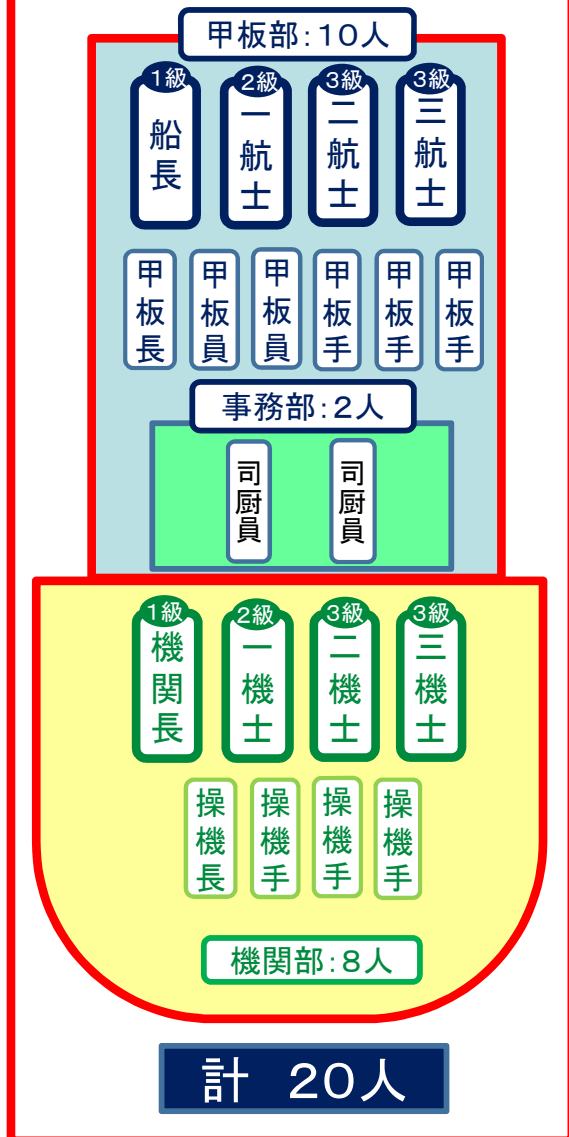 甲板部:10人
1級
船長
2級
一航士
3級
二航士
3級
三航士
甲板長
甲板員
甲板員
甲板手
甲板手
甲板手
事務部:2人
司厨員
司厨員
1級
機関長
2級
一機士
3級
二機士
3級
三機士
操機長
操機手
操機手
操機手
機関部:8人
計 20人